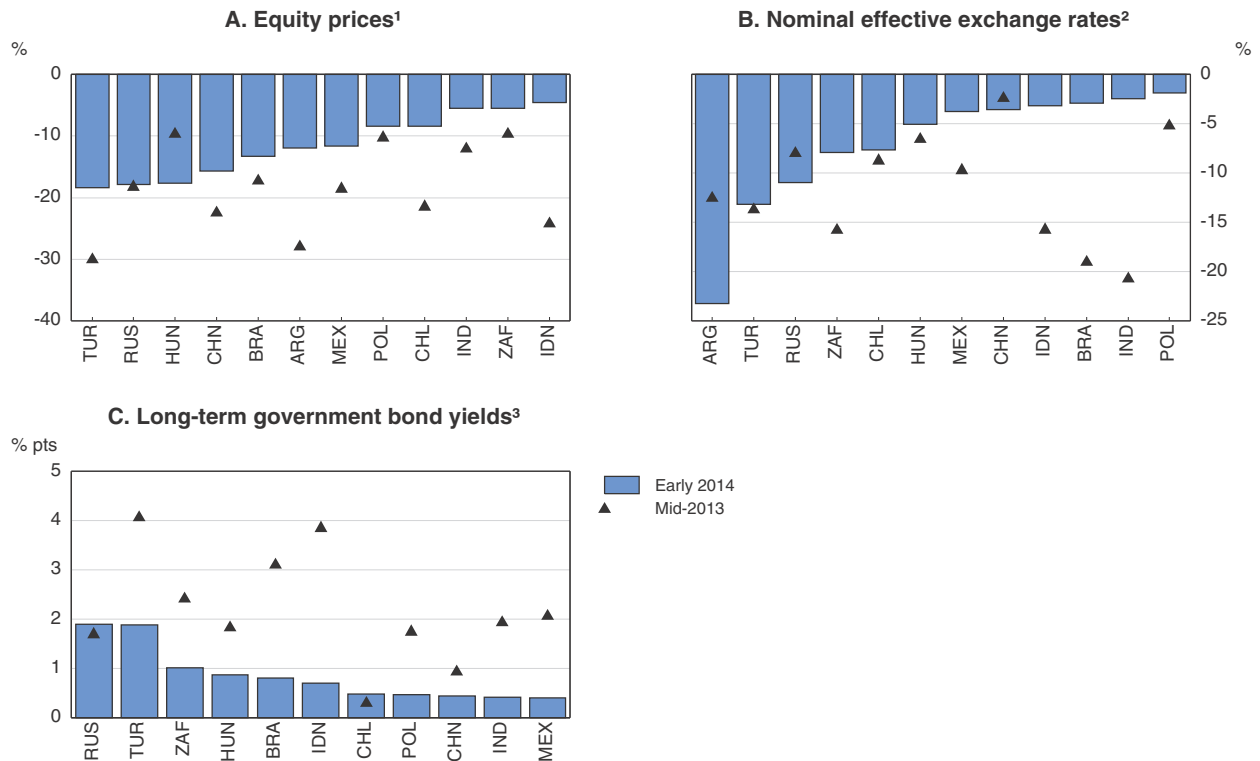 A. Equity prices¹
%
0
-10
-20
-30
-40
TUR RUS HUN CHN BRA ARG MEX POL CHL IND ZAF IDN
B. Nominal effective exchange rates²
%
0
-5
-10
-15
-20
-25
ARG TUR RUS ZAF CHL HUN MEX CHN IDN BRA IND POL
C. Long-term government bond yields³
% pts
5
4
3
2
1
0
RUS TUR ZAF HUN BRA IDN CHL POL CHN IND MEX
Early 2014
Mid-2013